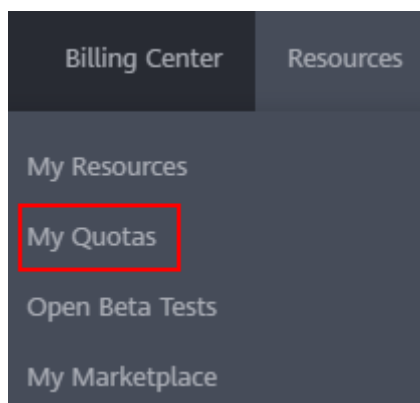 Billing Center Resources
My Resources
My Quotas
Open Beta Tests
My Marketplace